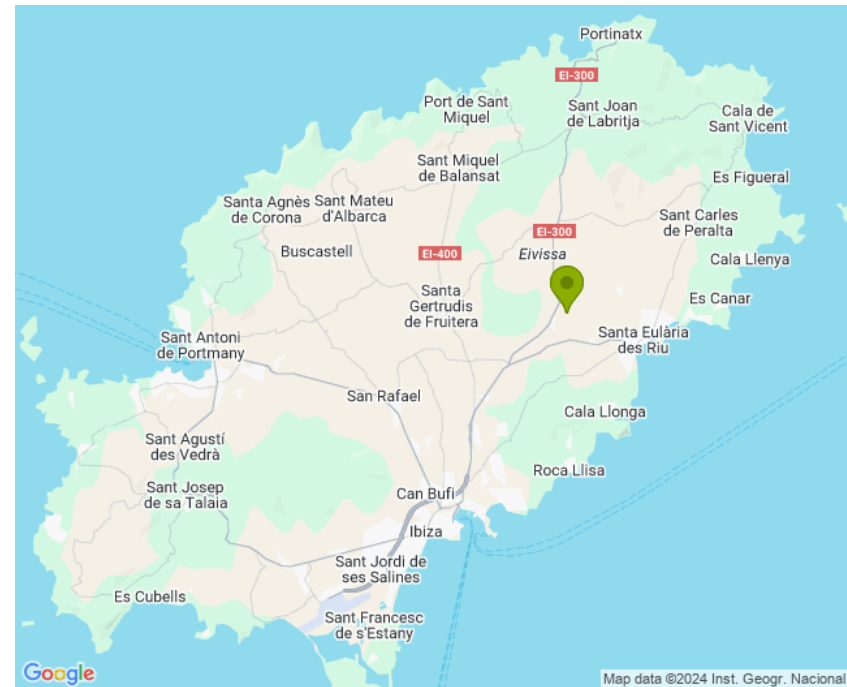 Portinatx
EI-300
Port de Sant
Miquel
Sant Joan
de Labritja
Cala de
Sant Vicent
Sant Miquel
de Balansat
Es Figueral
Santa Agnès
de Corona
Sant Mateu
d'Albarca
Sant Carles
de Peralta
EI-300
Buscastell
EI-400
Eivissa
Cala Llenya
Santa
Gertrudis
de Fruitera
Es Canar
Sant Antoni
de Portmany
Santa Eulària
des Riu
San Rafael
Cala Llonga
Sant Agustí
des Vedrà
Roca Llisa
Sant Josep
de sa Talaia
Can Bufi
Ibiza
Sant Jordi de
ses Salines
Es Cubells
Sant Francesc
de s'Estany
Google
Map data ©2024 Inst. Geogr. Nacional